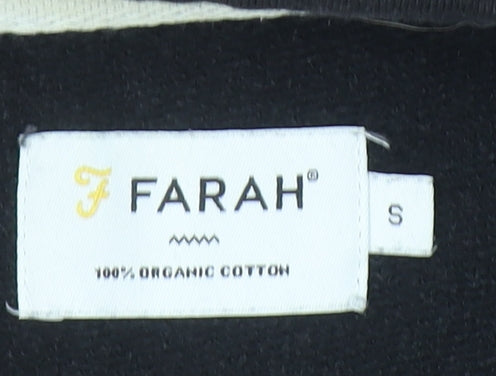 F FARAH®
S
100% ORGANIC COTTON